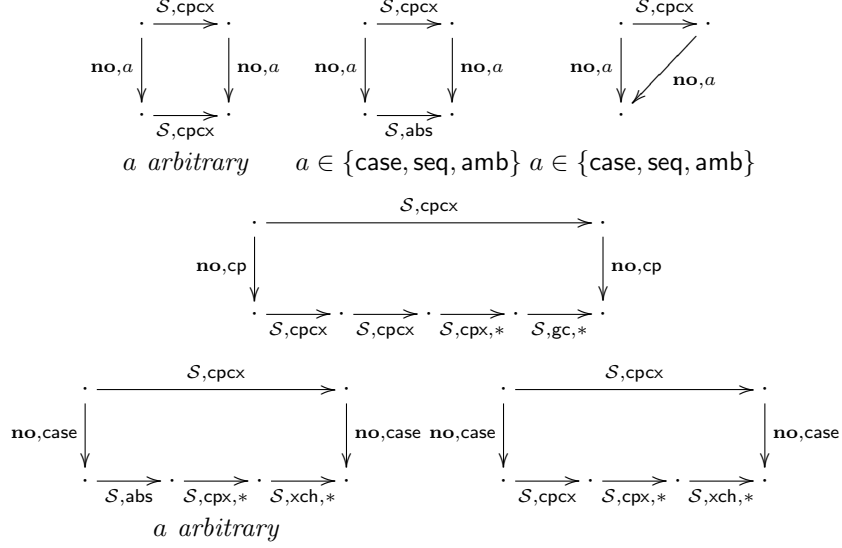 𝒮,cpcx 𝒮,cpcx 𝒮,cpcx
no,a no,a no,a no,a no,a no,a
𝒮,cpcx 𝒮,abs
a arbitrary a ∈ {case, seq, amb} a ∈ {case, seq, amb}
𝒮,cpcx
no,cp no,cp
𝒮,cpcx 𝒮,cpcx 𝒮,cpx,∗ 𝒮,gc,∗
𝒮,cpcx 𝒮,cpcx
no,case no,case no,case no,case
𝒮,abs 𝒮,cpx,∗ 𝒮,xch,∗ 𝒮,cpcx 𝒮,cpx,∗ 𝒮,xch,∗
a arbitrary